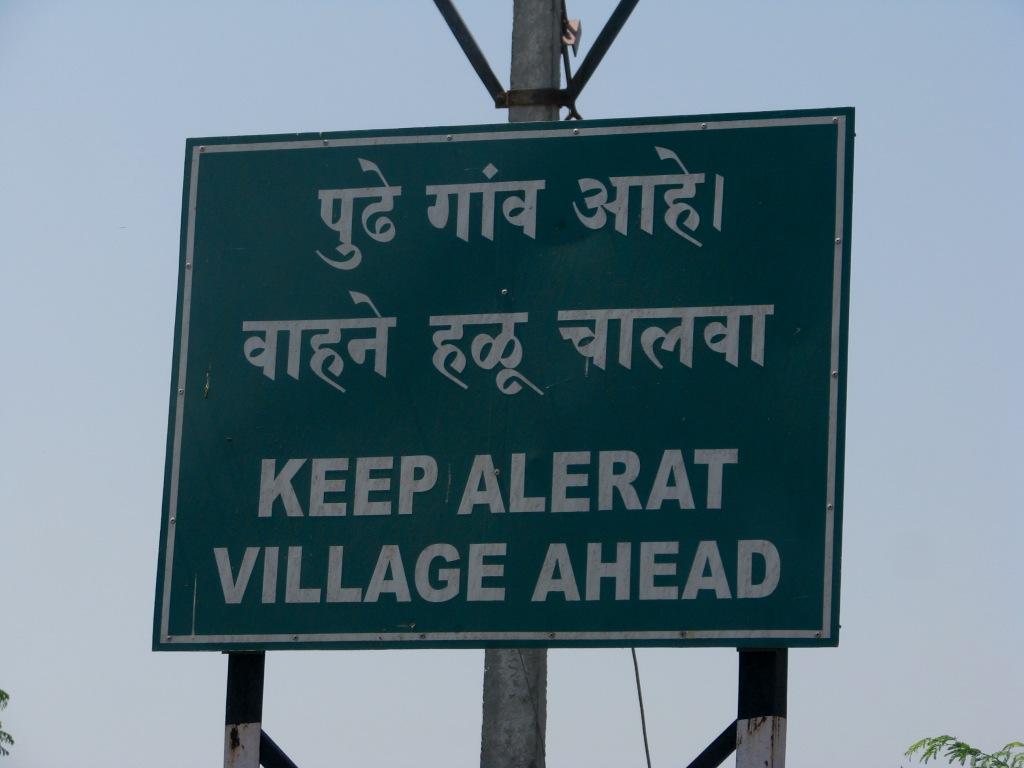 पुढे गांव आहे।
वाहने हळू चालवा
KEEP ALERAT
VILLAGE AHEAD